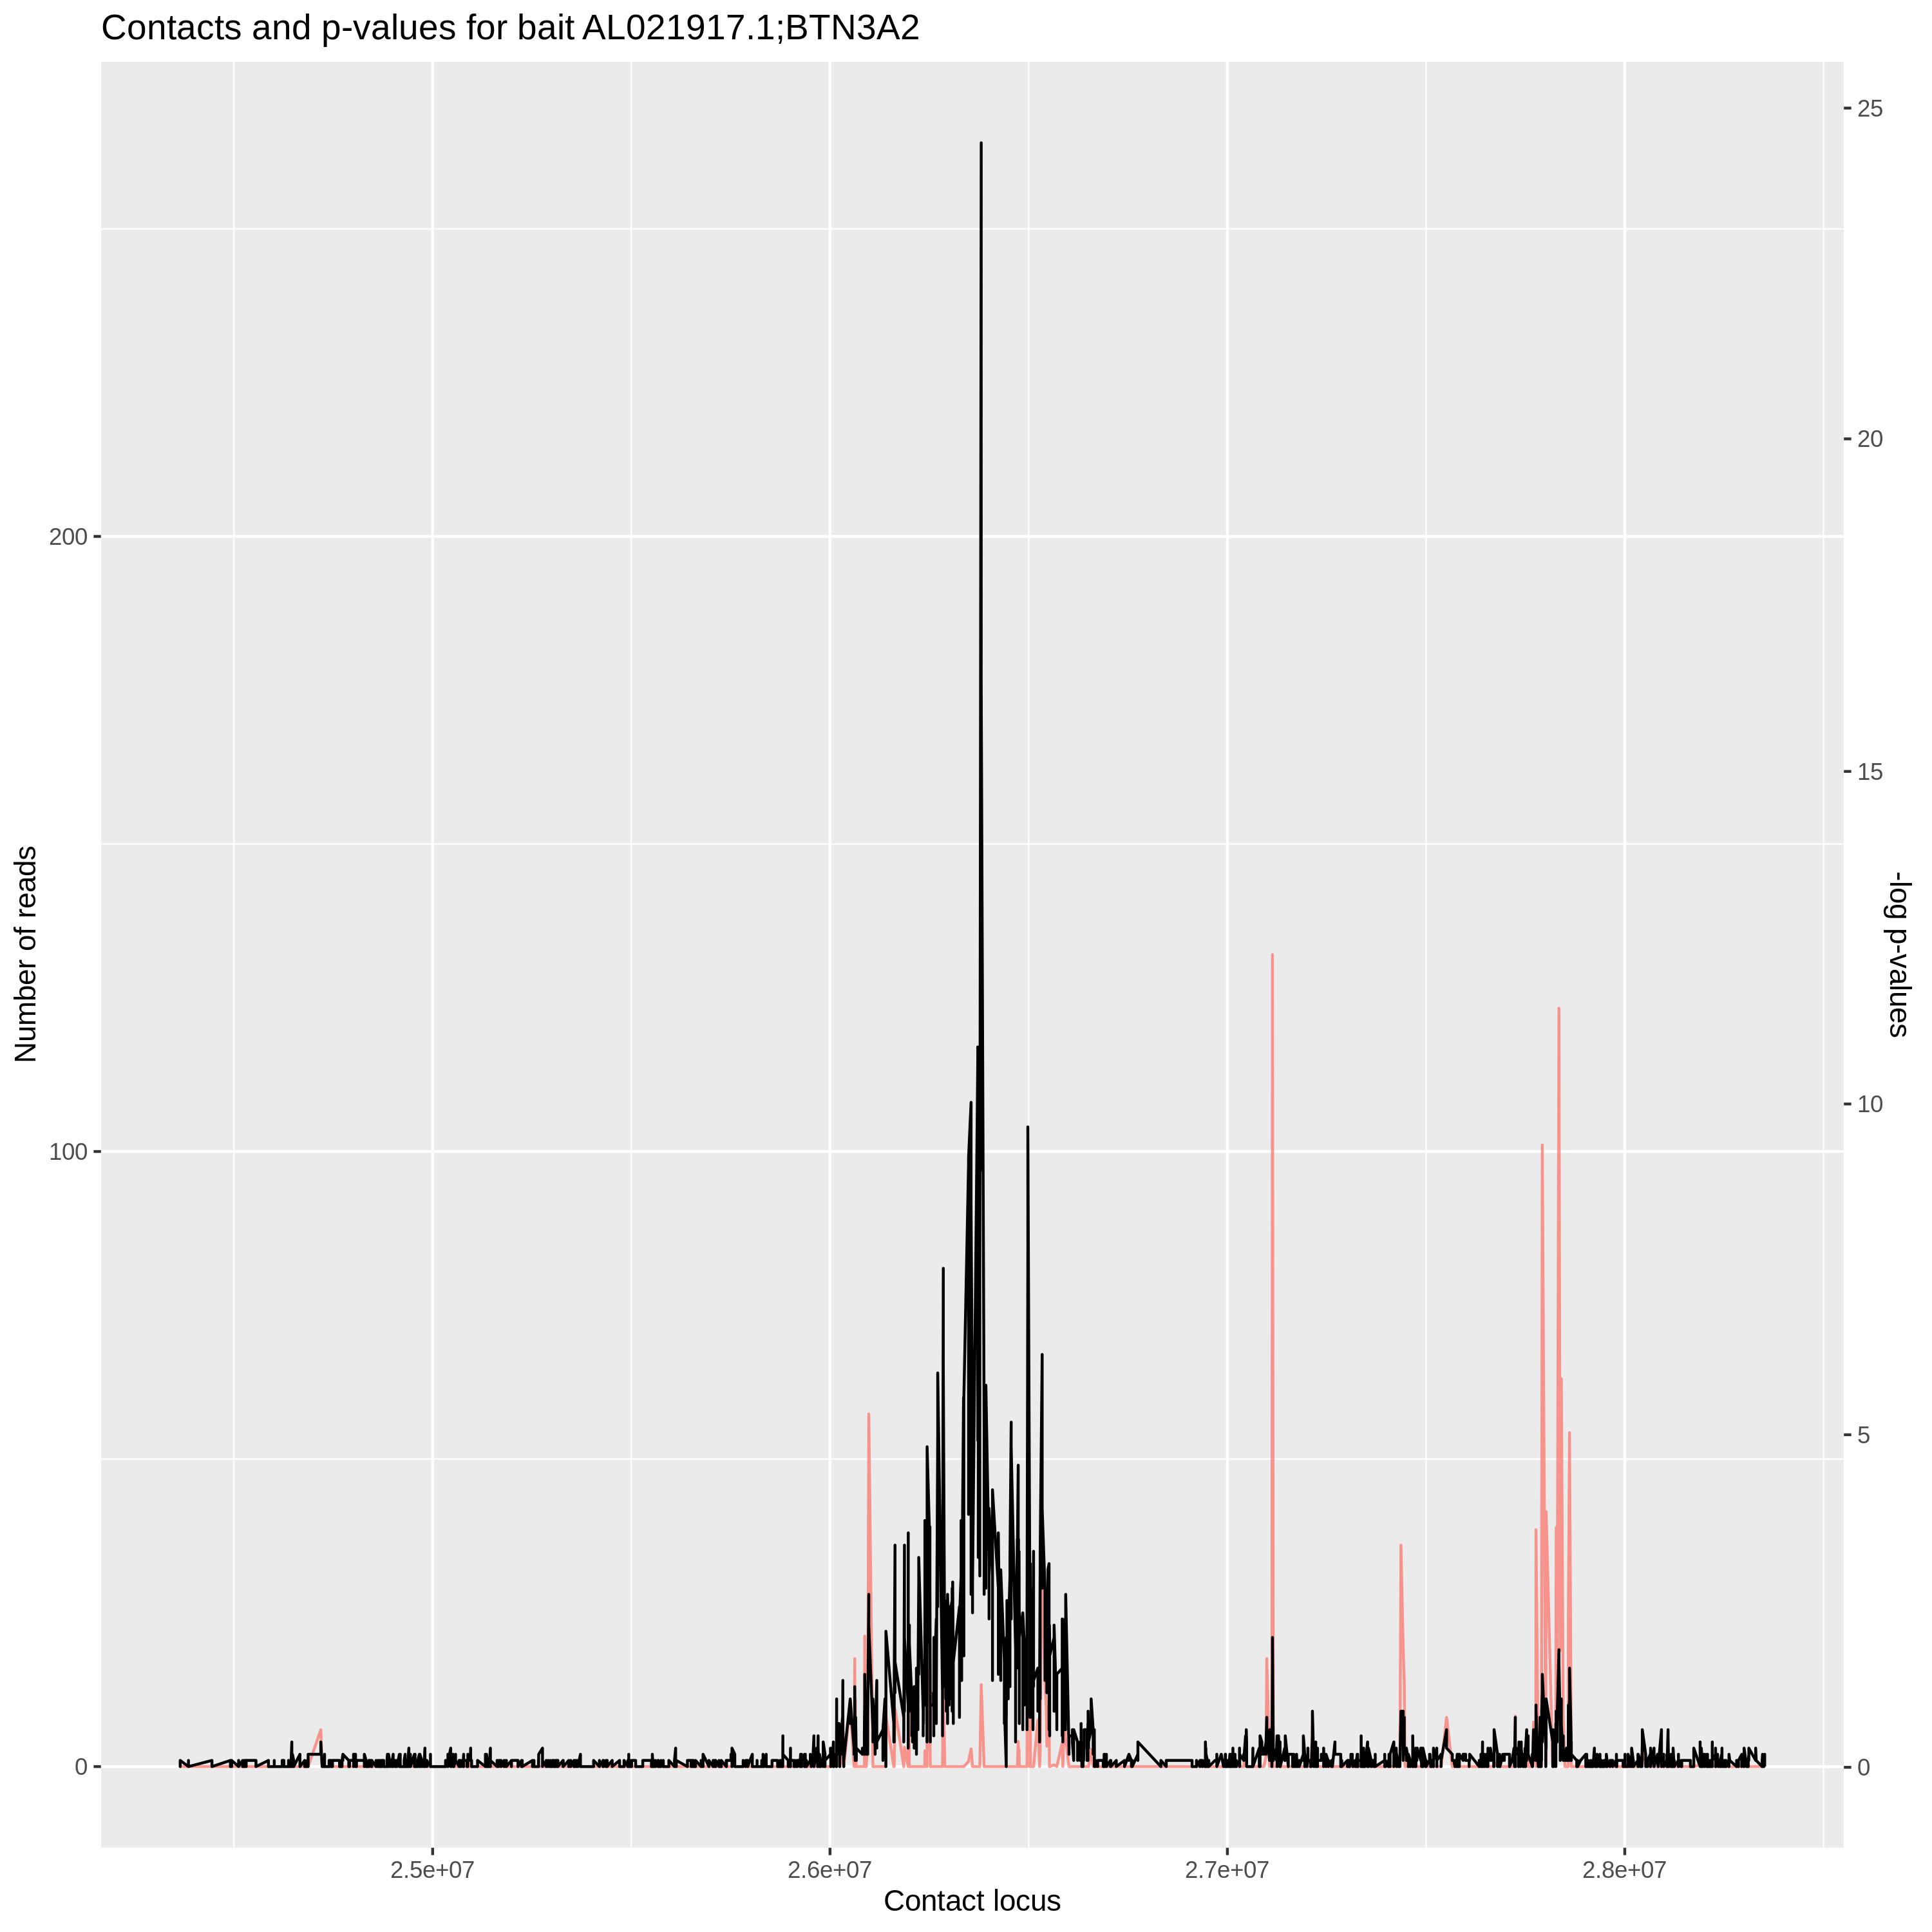 Contacts and p-values for bait AL021917.1;BTN3A2
25
20
200
15
Number of reads
-log p-values
10
100
5
0
0
2.5e+07
2.6e+07
2.7e+07
2.8e+07
Contact locus